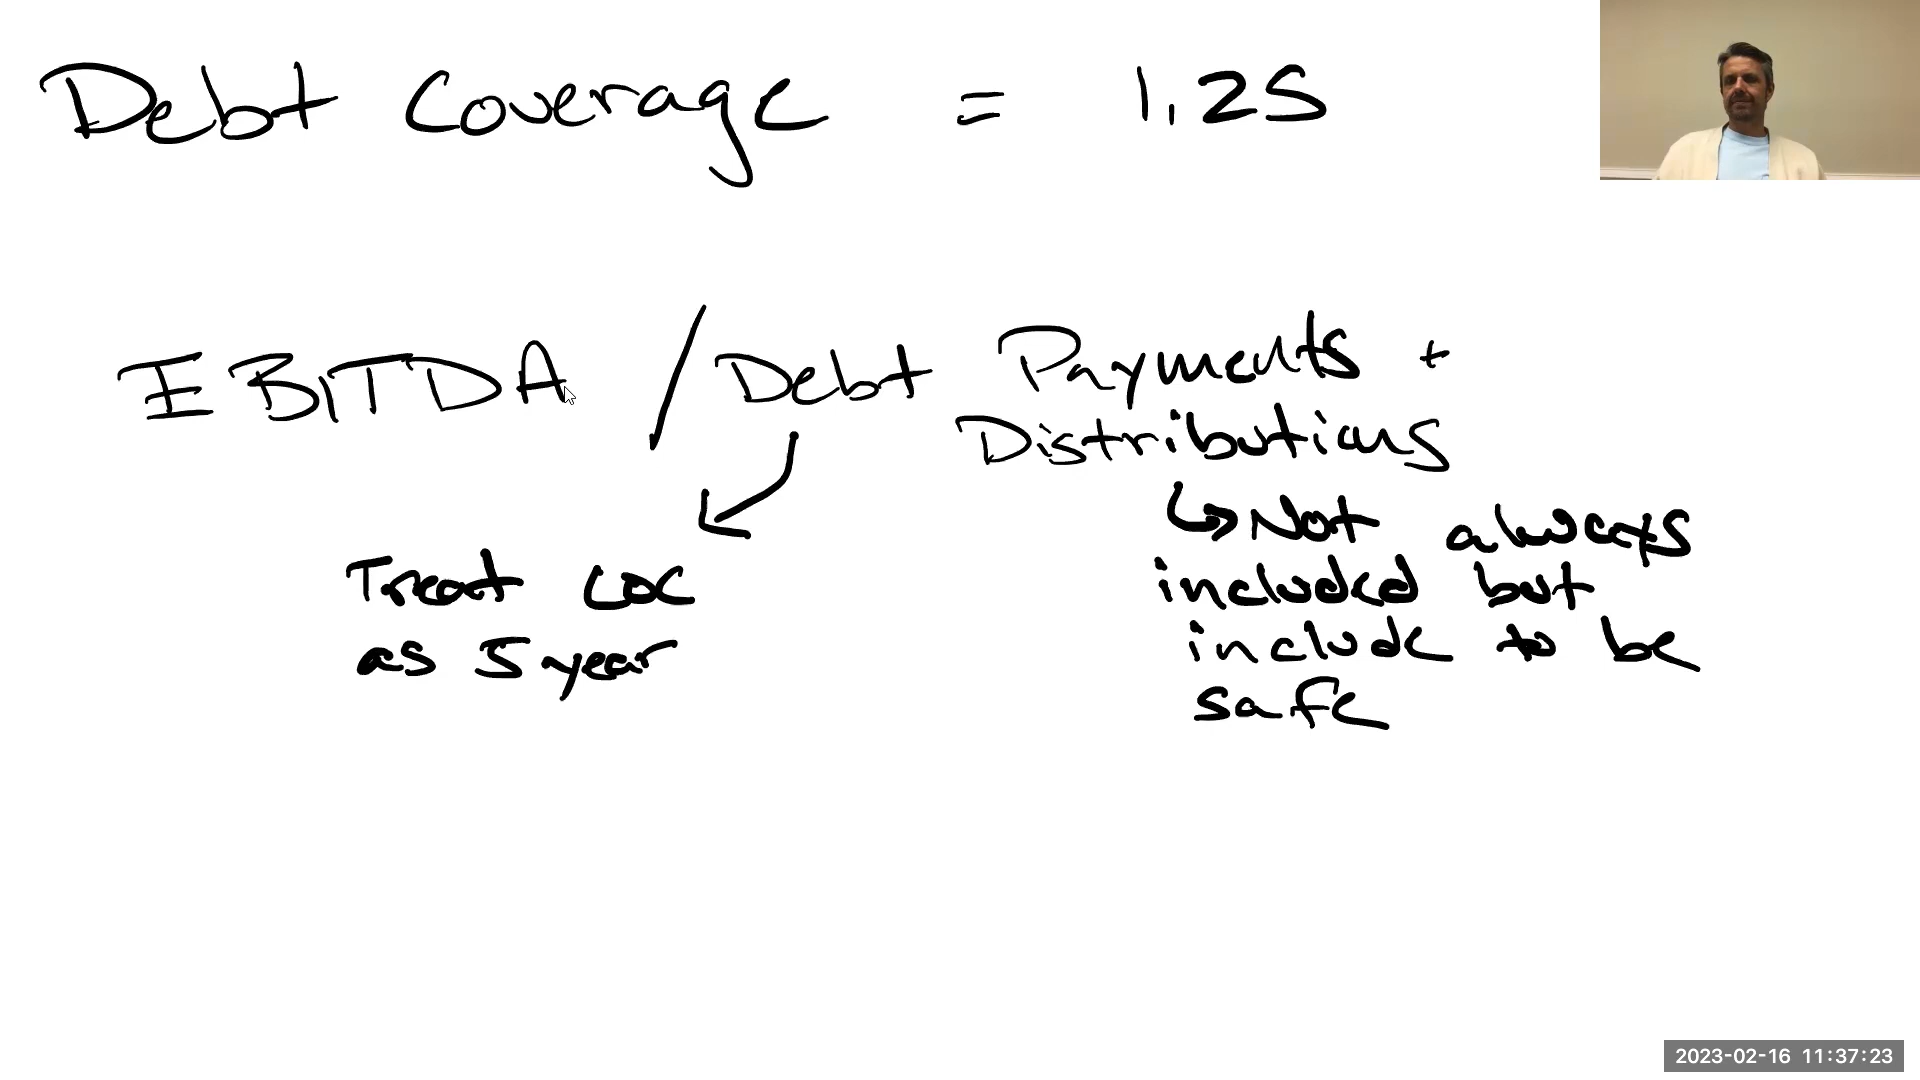 Debt Coverage = 1.25
EBITDA / Debt Payments +
Distributions
↳ Not always
included but
include to be
safe
Treat LOC
as 5 year
2023-02-16 11:37:23